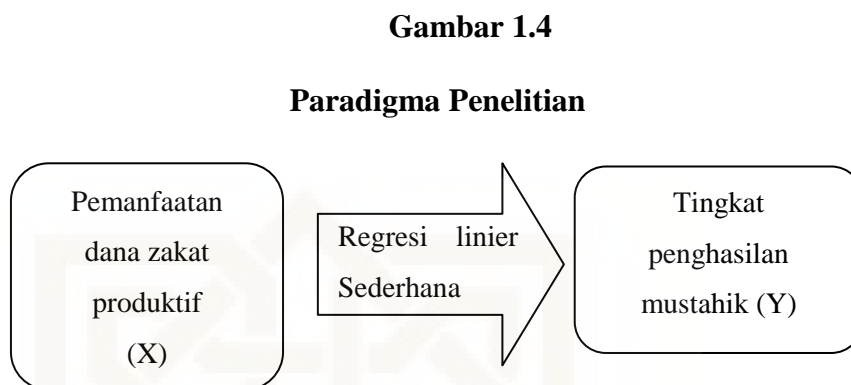 Gambar 1.4
Paradigma Penelitian
Pemanfaatan
dana zakat
produktif
(X)
Regresi linier
Sederhana
Tingkat
penghasilan
mustahik (Y)